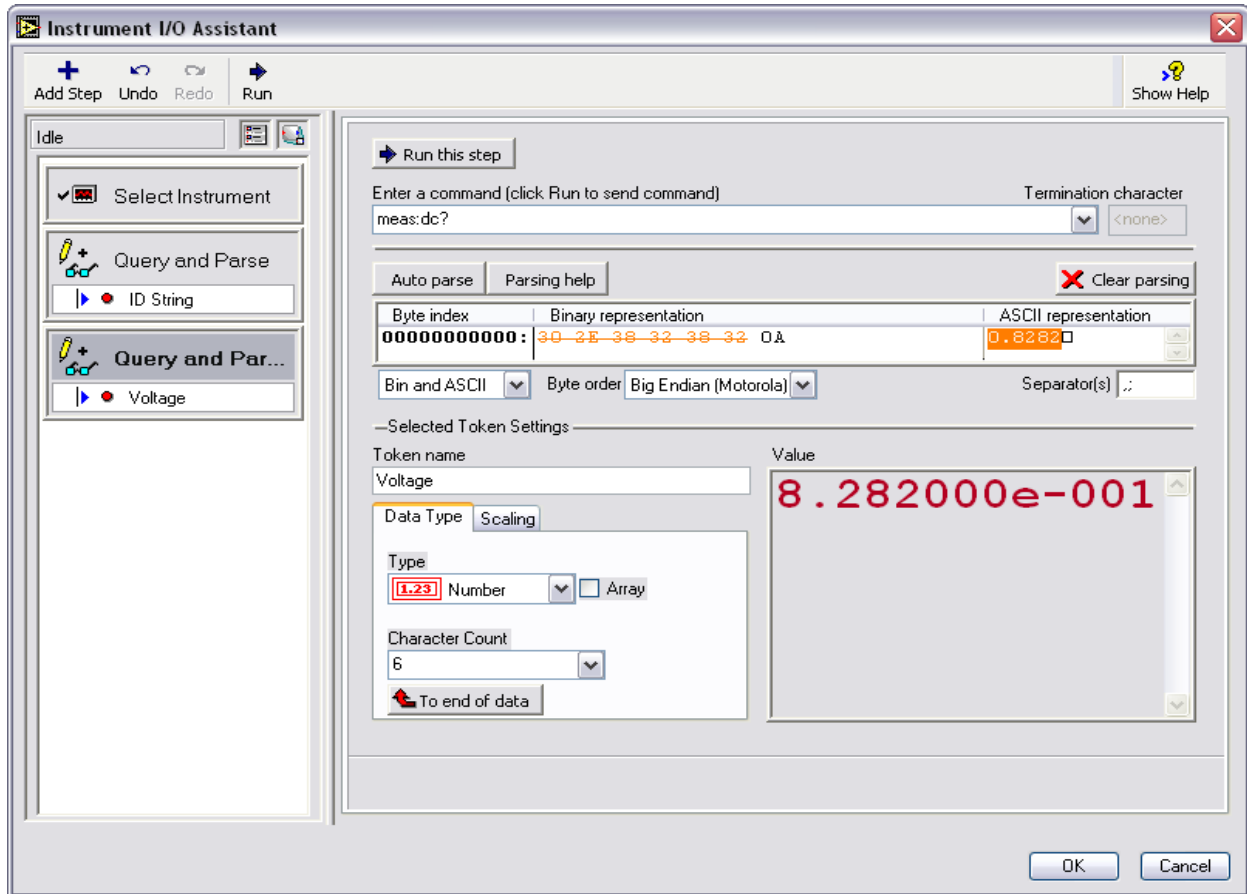 Instrument I/O Assistant
Add Step Undo Redo Run Show Help
Idle
Select Instrument
Query and Parse
ID String
Query and Par...
Voltage
Run this step
Enter a command (click Run to send command) Termination character
meas:dc? <none>
Auto parse Parsing help Clear parsing
Byte index Binary representation ASCII representation
00000000000: 30 2E 38 32 38 32 0A 0.8282□
Bin and ASCII Byte order Big Endian (Motorola) Separator(s) ,;
Selected Token Settings
Token name Value
Voltage 8.282000e-001
Data Type Scaling
Type
1.23 Number Array
Character Count
6
To end of data
OK Cancel